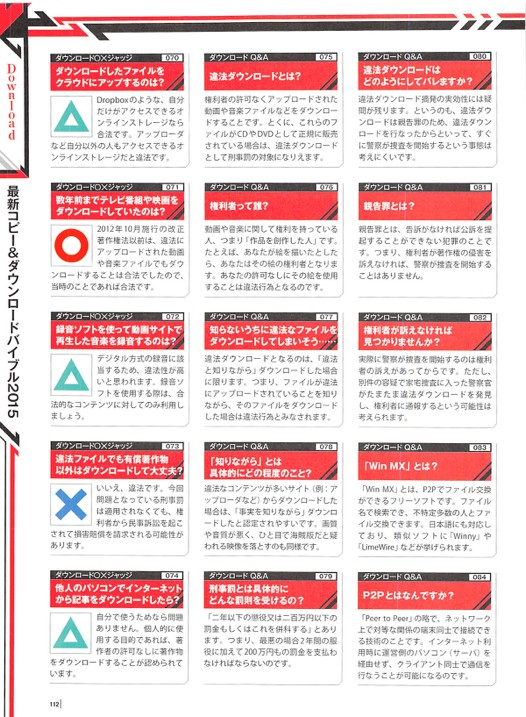 Download
最新コピー&ダウンロードバイブル2015
ダウンロード〇×ジャッジ 070
ダウンロードしたファイルを
クラウドにアップするのは?
Dropboxのような、自分
だけがアクセスできるオ
ンラインストレージなら
合法です。アップローダ
など自分以外の人もアクセスできるオ
ンラインストレージだと違法です。
ダウンロード〇×ジャッジ 071
数年前までテレビ番組や映画を
ダウンロードしていたのは?
2012年10月施行の改正
著作権法以前は、違法に
アップロードされた動画
や音楽ファイルでもダウ
ンロードすることは合法でしたので、
当時のことであれば合法です。
ダウンロード〇×ジャッジ 072
録音ソフトを使って動画サイトで
再生した音楽を録音するのは?
デジタル方式の録音に該
当するため、違法性が高
いと思われます。録音ソ
フトを使用する際は、合
法的なコンテンツに対してのみ利用し
ましょう。
ダウンロード〇×ジャッジ 073
違法ファイルでも有償著作物
以外はダウンロードして大丈夫?
いいえ、違法です。今回
問題となっている刑事罰
は適用されなくても、権
利者から民事訴訟を起こ
されて損害賠償を請求される可能性が
あります。
ダウンロード〇×ジャッジ 074
他人のパソコンでインターネット
から記事をダウンロードしたら?
自分で使うためなら問題
ありません。個人的に使
用する目的であれば、著
作者の許可なしに著作物
をダウンロードすることが認められて
います。
ダウンロード Q&A 075
違法ダウンロードとは?
権利者の許可なくアップロードされた
動画や音楽ファイルなどをダウンロー
ドすることです。とくに、これらのフ
ァイルがCDやDVDとして正規に販売
されている場合は、違法ダウンロード
として刑事罰の対象になりえます。
ダウンロード Q&A 076
権利者って誰?
動画や音楽に関して権利を持っている
人、つまり「作品を創作した人」です。
たとえば、あなたが絵を描いたとした
ら、あなたはその絵の権利者となりま
す。あなたの許可なしにその絵を使用
することは違法行為となるのです。
ダウンロード Q&A 077
知らないうちに違法なファイルを
ダウンロードしてしまいそう……
違法ダウンロードとなるのは、「違法
と知りながら」ダウンロードした場合
に限ります。つまり、ファイルが違法
にアップロードされていることを知り
ながら、そのファイルをダウンロード
した場合は違法行為とみなされます。
ダウンロード Q&A 078
「知りながら」とは
具体的にどの程度のこと?
違法なコンテンツが多いサイト(例:ア
ップローダなど)からダウンロードした
場合は、「事実を知りながら」ダウンロ
ードしたと認定されやすいです。画質
や音質が悪く、ひと目で海賊版だと疑
われる映像を落とすのも同様です。
ダウンロード Q&A 079
刑事罰とは具体的に
どんな罰則を受けるの?
「二年以下の懲役又は二百万円以下の
罰金もしくはこれを併科する」とあり
ます。つまり、最悪の場合2年間の服
役に加えて200万円もの罰金を支払わ
なければならないのです。
ダウンロード Q&A 080
違法ダウンロードは
どのようにしてバレますか?
違法ダウンロード摘発の実効性には疑
問が残ります。というのも、違法ダウ
ンロードは親告罪のため、違法ダウン
ロードを行なったからといって、すぐ
に警察が捜査を開始するという事態は
考えにくいです。
ダウンロード Q&A 081
親告罪とは?
親告罪とは、告訴がなければ公訴を提
起することができない犯罪のことで
す。つまり、権利者が著作権の侵害を
訴えなければ、警察が捜査を開始する
ことはありません。
ダウンロード Q&A 082
権利者が訴えなければ
見つかりませんか?
実際に警察が捜査を開始するのは権利
者の訴えがあってからです。ただし、
別件の容疑で家宅捜査に入った警察官
がたまたま違法ダウンロードを発見
し、権利者に通報するという可能性は
考えられます。
ダウンロード Q&A 083
「Win MX」とは?
「Win MX」とは、P2Pでファイル交換
ができるフリーソフトです。ファイル
名で検索でき、不特定多数の人とファ
イル交換できます。日本語にも対応し
ており、類似ソフトに「Winny」や
「LimeWire」などが挙げられます。
ダウンロード Q&A 084
P2Pとはなんですか?
「Peer to Peer」の略で、ネットワーク
上で対等な関係の端末同士で接続でき
る技術のことです。インターネット利
用時に運営側のパソコン(サーバ)を
経由せず、クライアント同士で通信を
行なうことが可能になるのです。
112